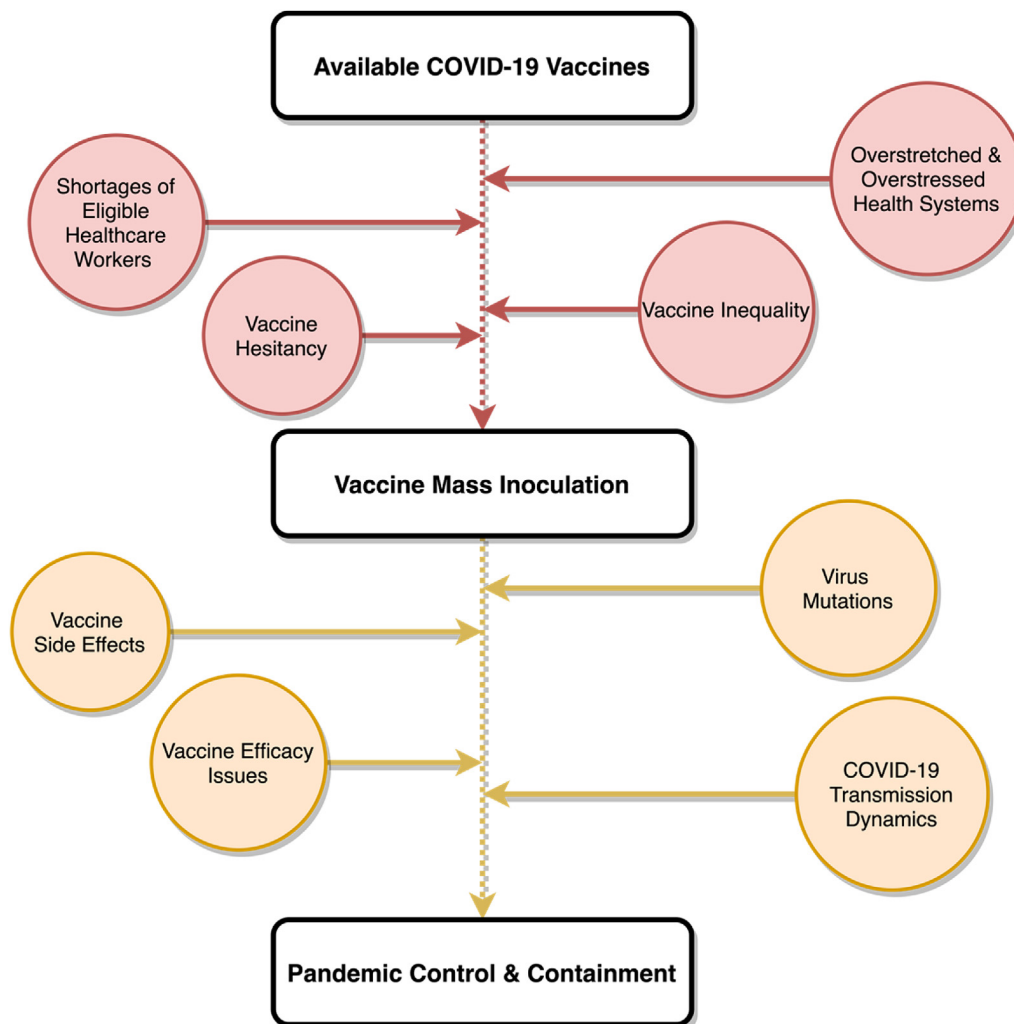 Available COVID-19 Vaccines
Overstretched &
Overstressed
Health Systems
Shortages of
Eligible
Healthcare
Workers
Vaccine Inequality
Vaccine
Hesitancy
Vaccine Mass Inoculation
Virus
Mutations
Vaccine
Side Effects
Vaccine Efficacy
Issues
COVID-19
Transmission
Dynamics
Pandemic Control & Containment